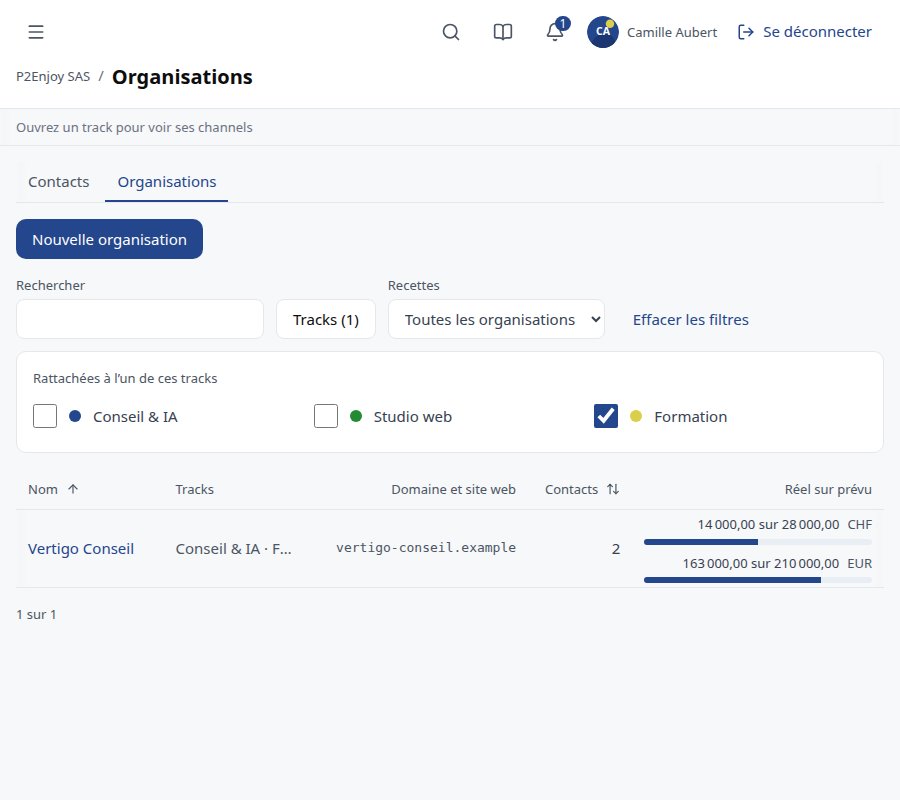 1
CA
Camille Aubert
Se déconnecter
P2Enjoy SAS / Organisations
Ouvrez un track pour voir ses channels
Contacts
Organisations
Nouvelle organisation
Rechercher
Recettes
Tracks (1)
Toutes les organisations
Effacer les filtres
Rattachées à l'un de ces tracks
Conseil & IA
Studio web
Formation
Nom
Tracks
Domaine et site web
Contacts
Réel sur prévu
Vertigo Conseil
Conseil & IA · F…
vertigo-conseil.example
2
14 000,00 sur 28 000,00 CHF
163 000,00 sur 210 000,00 EUR
1 sur 1